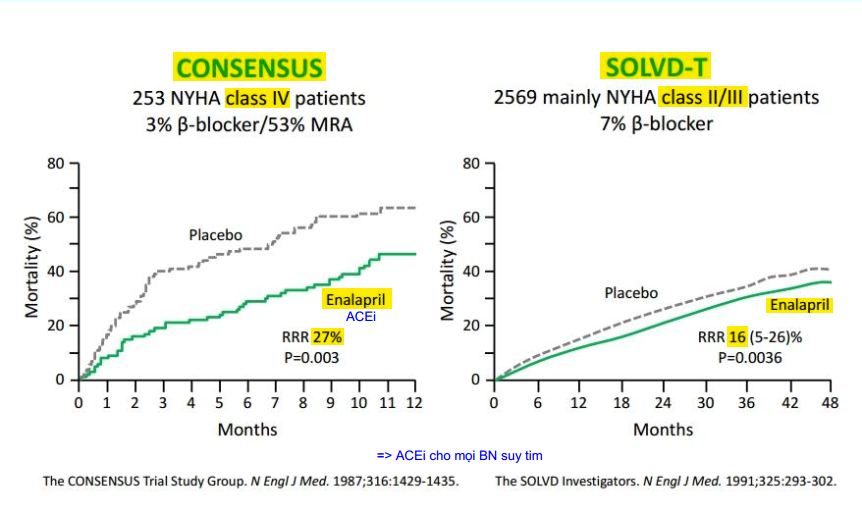 CONSENSUS
253 NYHA class IV patients
3% β-blocker/53% MRA
80
60
40
20
0
Mortality (%)
Placebo
Enalapril
ACEi
RRR 27%
P=0.003
0 1 2 3 4 5 6 7 8 9 10 11 12
Months
SOLVD-T
2569 mainly NYHA class II/III patients
7% β-blocker
80
60
40
20
0
Mortality (%)
Placebo
Enalapril
RRR 16 (5-26)%
P=0.0036
0 6 12 18 24 30 36 42 48
Months
=> ACEi cho mọi BN suy tim
The CONSENSUS Trial Study Group. N Engl J Med. 1987;316:1429-1435.
The SOLVD Investigators. N Engl J Med. 1991;325:293-302.